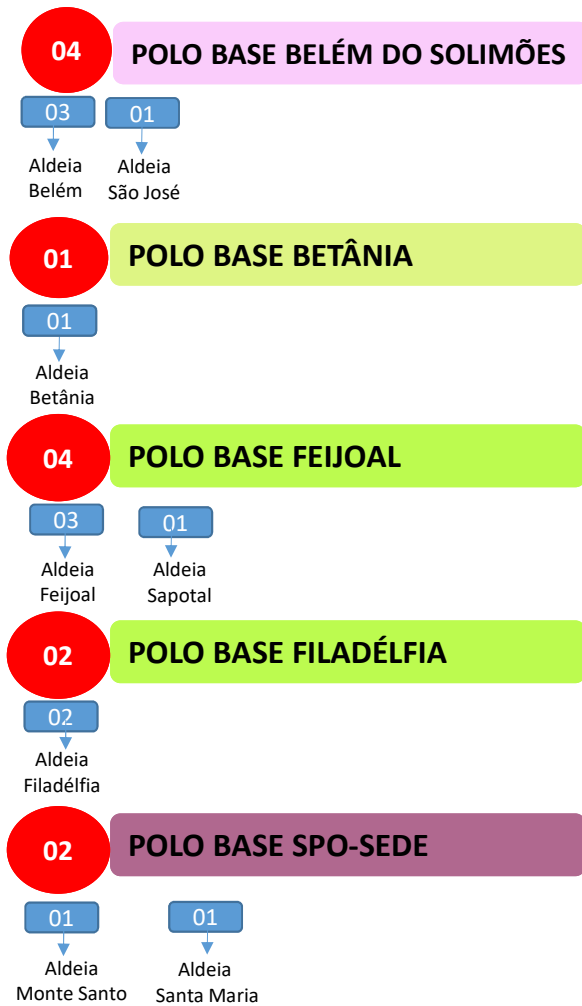 04
POLO BASE BELÉM DO SOLIMÕES
03
01
Aldeia
Belém
Aldeia
São José
01
POLO BASE BETÂNIA
01
Aldeia
Betânia
04
POLO BASE FEIJOAL
03
01
Aldeia
Feijoal
Aldeia
Sapotal
02
POLO BASE FILADÉLFIA
02
Aldeia
Filadélfia
02
POLO BASE SPO-SEDE
01
01
Aldeia
Monte Santo
Aldeia
Santa Maria